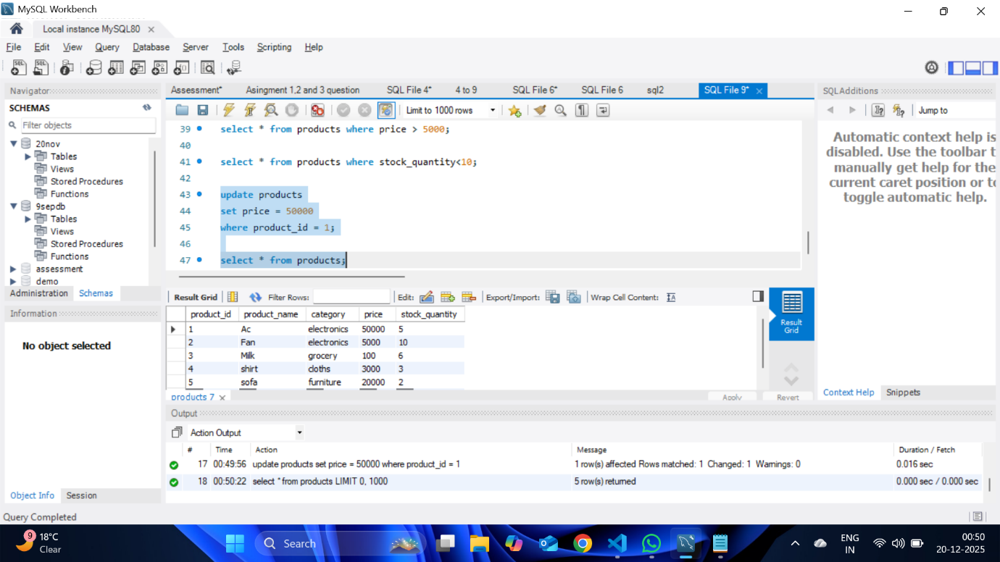 MySQL Workbench
Local instance MySQL80
File Edit View Query Database Server Tools Scripting Help
Navigator
SCHEMAS
Filter objects
20nov
Tables
Views
Stored Procedures
Functions
9sepdb
Tables
Views
Stored Procedures
Functions
assessment
demo
Administration Schemas
Information
No object selected
Object Info Session
Assessment* Asingment 1,2 and 3 question SQL File 4* 4 to 9 SQL File 6* SQL File 6 sql2 SQL File 9*
Limit to 1000 rows
39 select * from products where price > 5000;
40
41 select * from products where stock_quantity<10;
42
43 update products
44 set price = 50000
45 where product_id = 1;
46
47 select * from products;
Result Grid Filter Rows: Edit: Export/Import: Wrap Cell Content:
product_id product_name category price stock_quantity
1 Ac electronics 50000 5
2 Fan electronics 5000 10
3 Milk grocery 100 6
4 shirt cloths 3000 3
5 sofa furniture 20000 2
Result
Grid
products 7 Apply Revert
SQLAdditions
Jump to
Automatic context help is
disabled. Use the toolbar t
manually get help for the
current caret position or to
toggle automatic help.
Context Help Snippets
Output
Action Output
# Time Action Message Duration / Fetch
17 00:49:56 update products set price = 50000 where product_id = 1 1 row(s) affected Rows matched: 1 Changed: 1 Warnings: 0 0.016 sec
18 00:50:22 select * from products LIMIT 0, 1000 5 row(s) returned 0.000 sec / 0.000 sec
Query Completed
9
18°C
Clear
Search
ENG
IN
00:50
20-12-2025